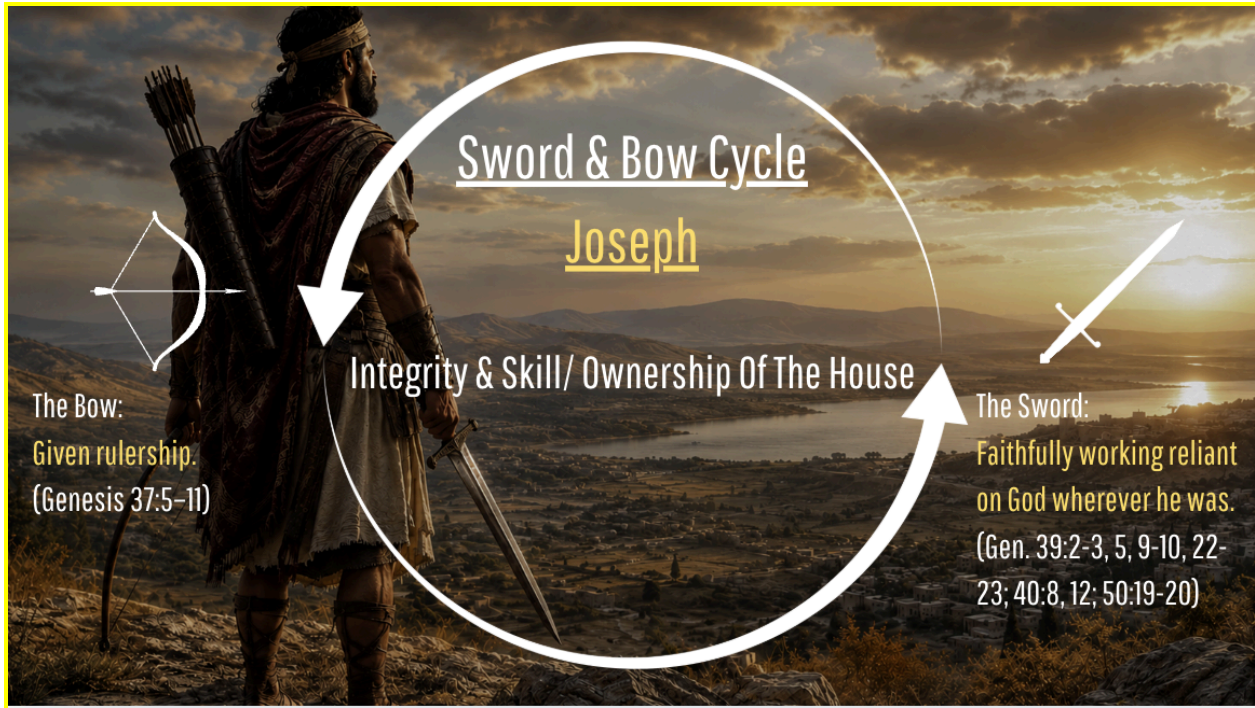 Sword & Bow Cycle
Joseph
Integrity & Skill/ Ownership Of The House
The Bow:
Given rulership.
(Genesis 37:5–11)
The Sword:
Faithfully working reliant
on God wherever he was.
(Gen. 39:2-3, 5, 9-10, 22-
23; 40:8, 12; 50:19-20)